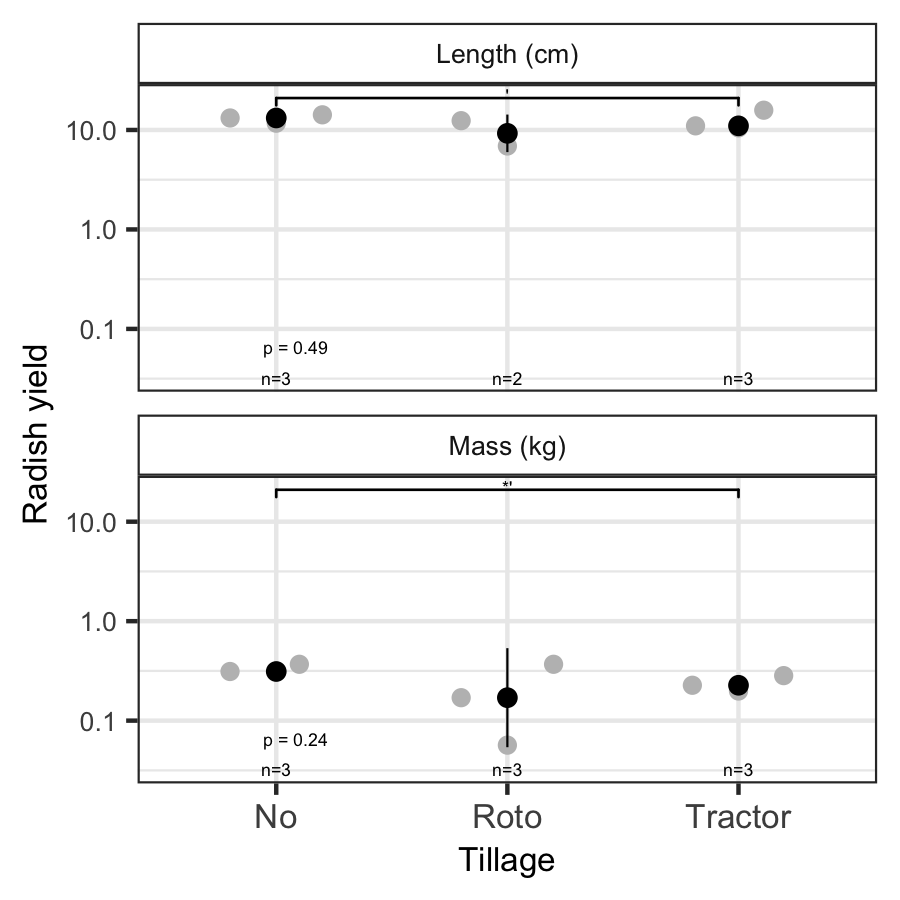 Length (cm)
'
10.0
1.0
0.1
p = 0.49
n=3 n=2 n=3
Radish yield
Mass (kg)
*'
10.0
1.0
0.1
p = 0.24
n=3 n=3 n=3
No Roto Tractor
Tillage